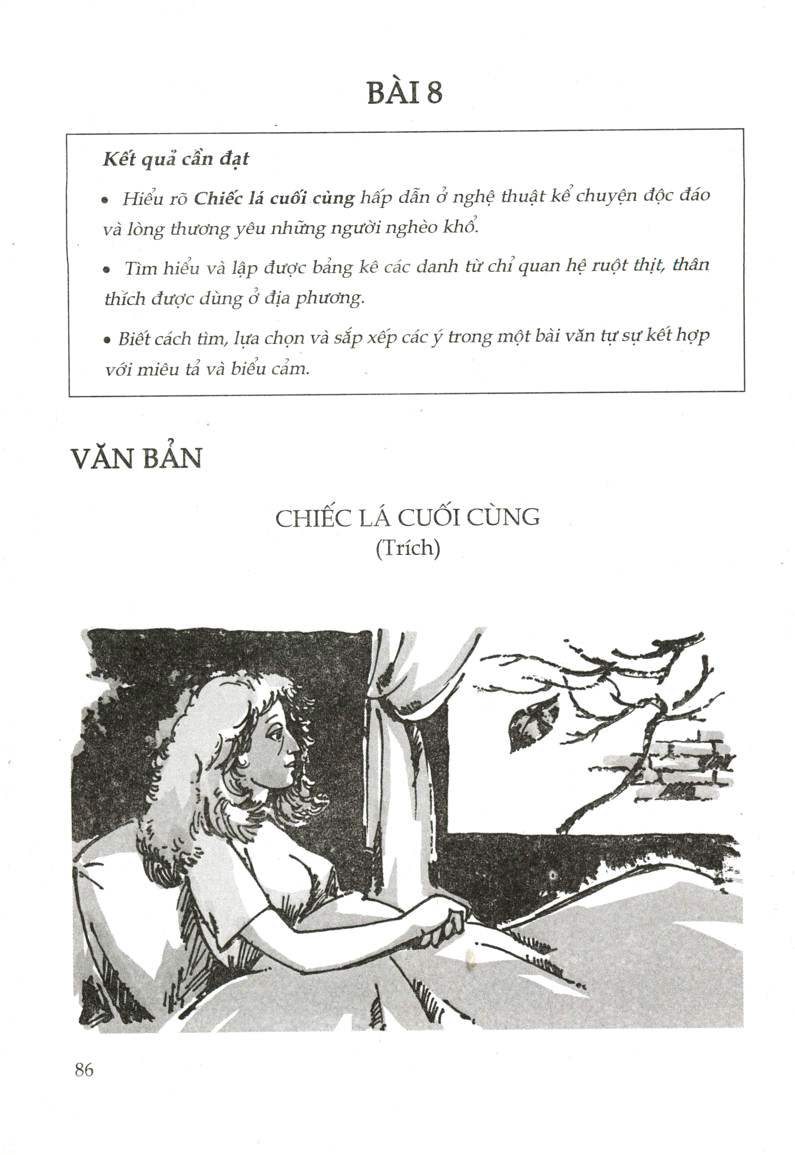 BÀI 8
Kết quả cần đạt
• Hiểu rõ Chiếc lá cuối cùng hấp dẫn ở nghệ thuật kể chuyện độc đáo
và lòng thương yêu những người nghèo khổ.
• Tìm hiểu và lập được bảng kê các danh từ chỉ quan hệ ruột thịt, thân
thích được dùng ở địa phương.
• Biết cách tìm, lựa chọn và sắp xếp các ý trong một bài văn tự sự kết hợp
với miêu tả và biểu cảm.
VĂN BẢN
CHIẾC LÁ CUỐI CÙNG
(Trích)
86